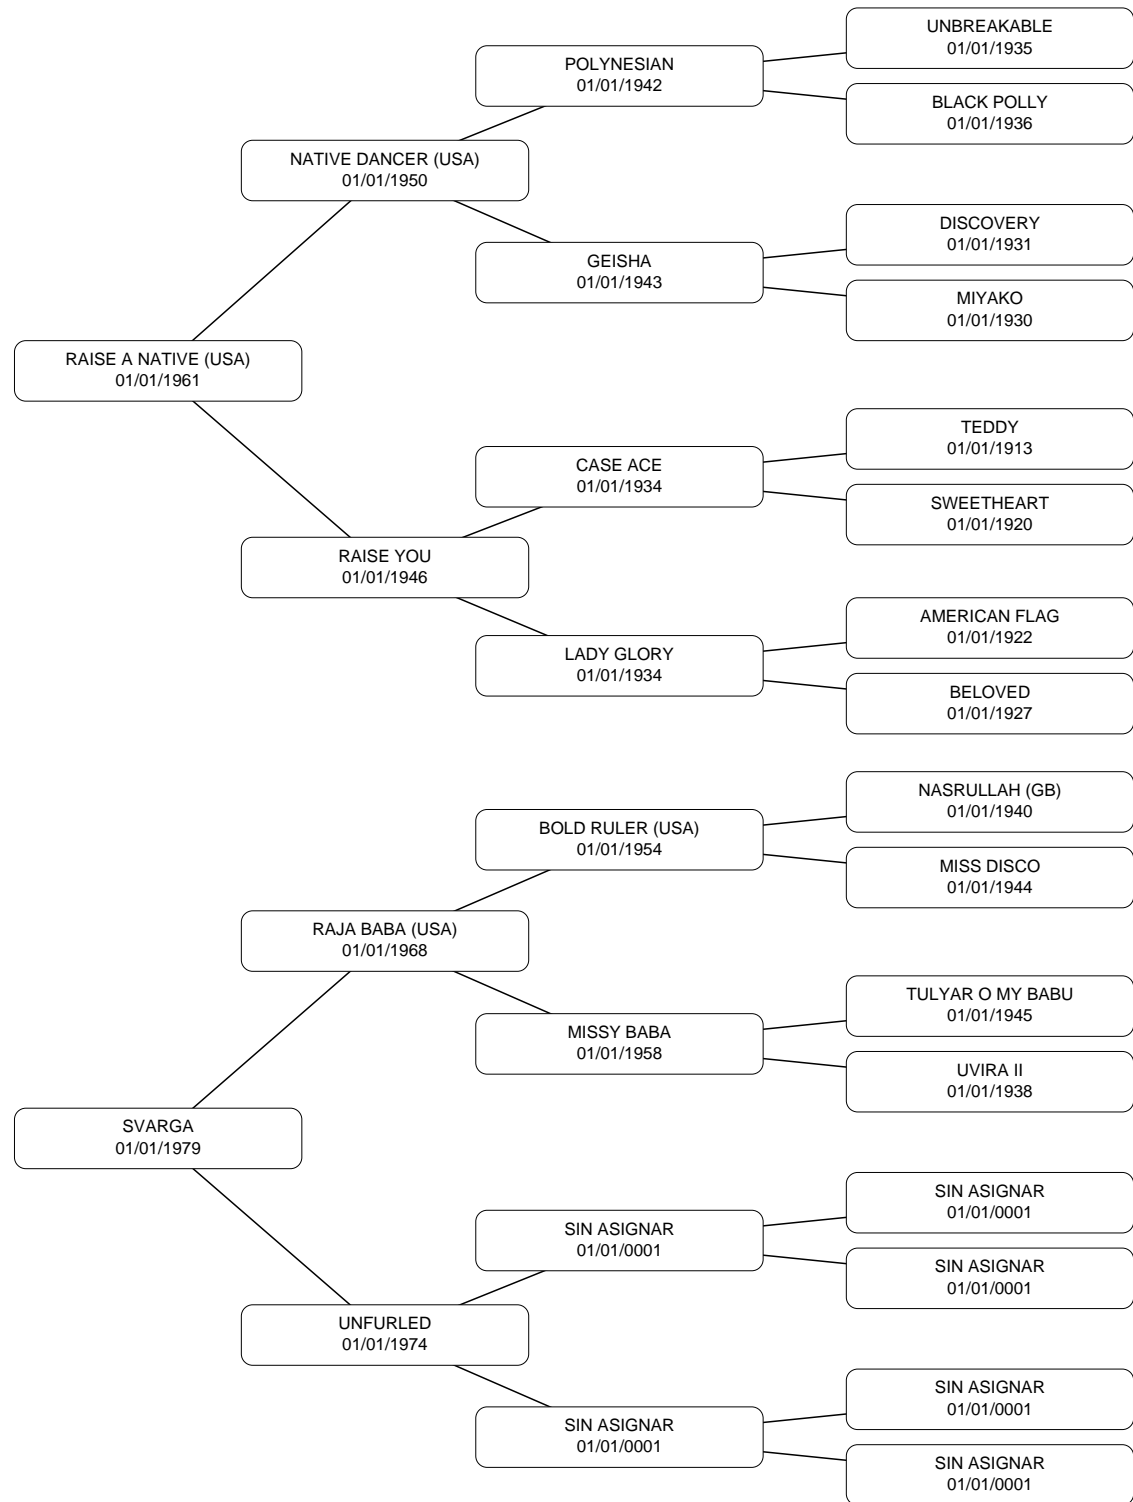 UNBREAKABLE
01/01/1935
POLYNESIAN
01/01/1942
BLACK POLLY
01/01/1936
NATIVE DANCER (USA)
01/01/1950
DISCOVERY
01/01/1931
GEISHA
01/01/1943
MIYAKO
01/01/1930
RAISE A NATIVE (USA)
01/01/1961
TEDDY
01/01/1913
CASE ACE
01/01/1934
SWEETHEART
01/01/1920
RAISE YOU
01/01/1946
AMERICAN FLAG
01/01/1922
LADY GLORY
01/01/1934
BELOVED
01/01/1927
NASRULLAH (GB)
01/01/1940
BOLD RULER (USA)
01/01/1954
MISS DISCO
01/01/1944
RAJA BABA (USA)
01/01/1968
TULYAR O MY BABU
01/01/1945
MISSY BABA
01/01/1958
UVIRA II
01/01/1938
SVARGA
01/01/1979
SIN ASIGNAR
01/01/0001
SIN ASIGNAR
01/01/0001
SIN ASIGNAR
01/01/0001
UNFURLED
01/01/1974
SIN ASIGNAR
01/01/0001
SIN ASIGNAR
01/01/0001
SIN ASIGNAR
01/01/0001